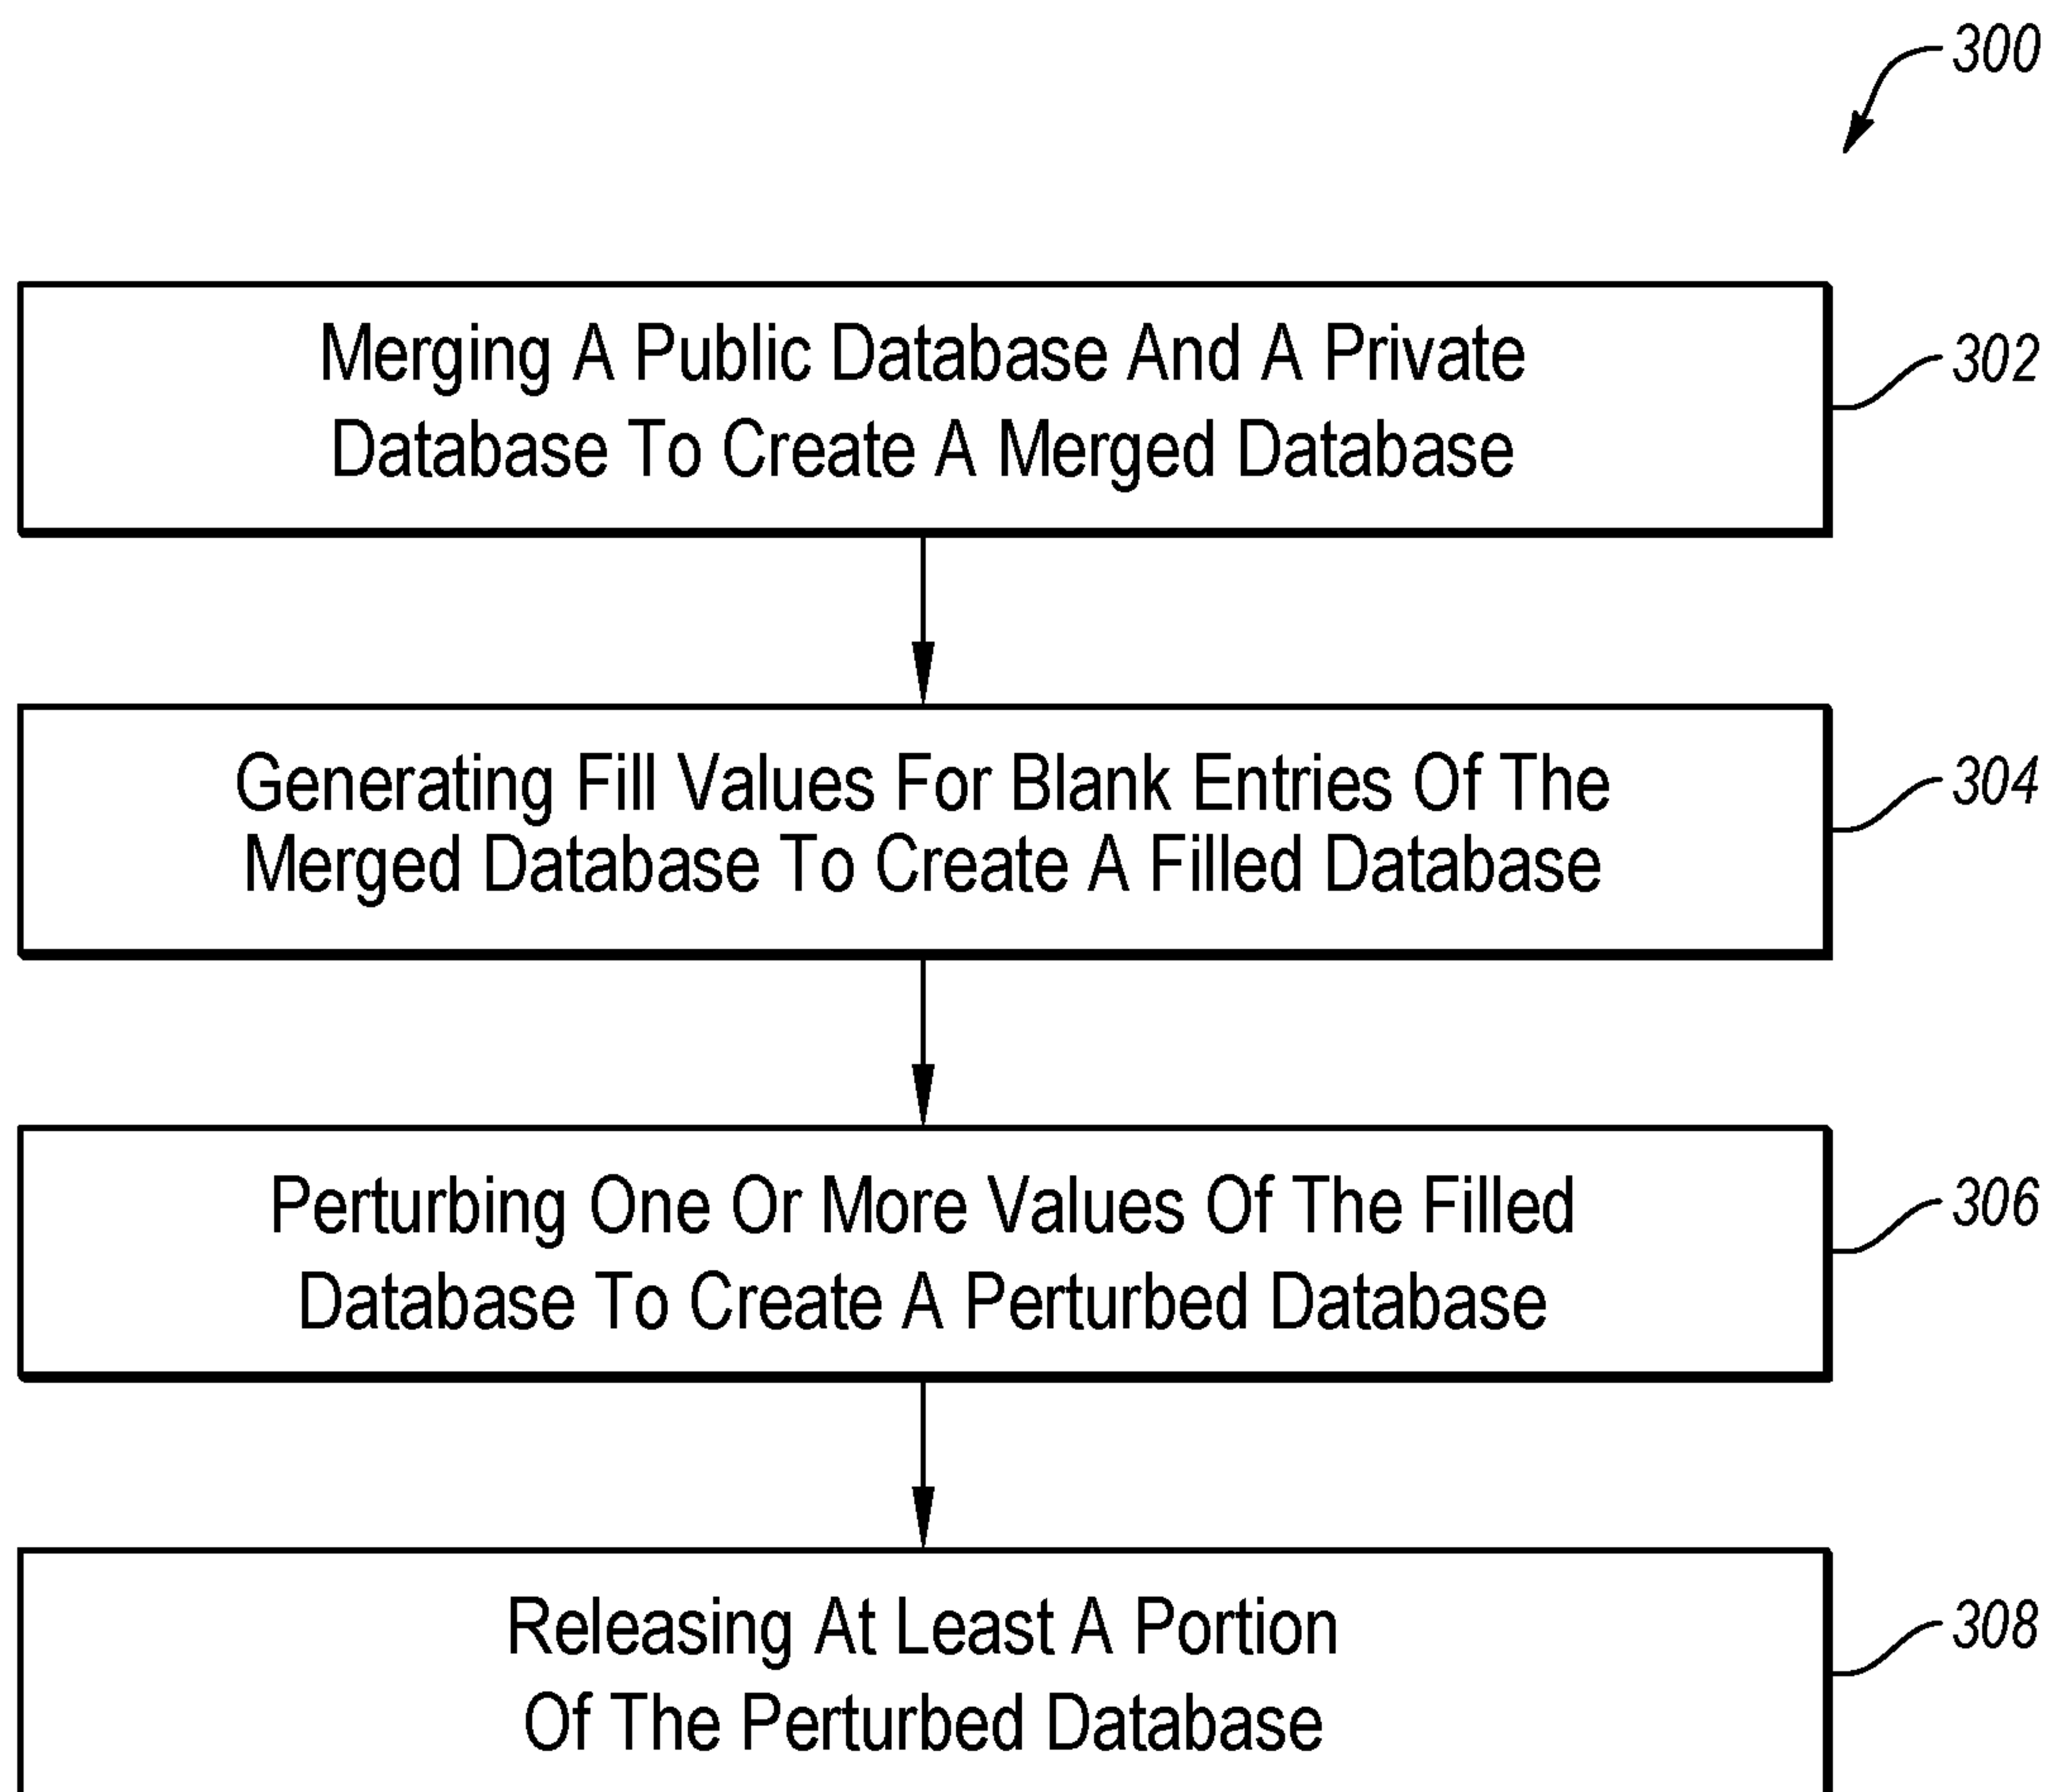 300
Merging A Public Database And A Private
Database To Create A Merged Database
302
Generating Fill Values For Blank Entries Of The
Merged Database To Create A Filled Database
304
Perturbing One Or More Values Of The Filled
Database To Create A Perturbed Database
306
Releasing At Least A Portion
Of The Perturbed Database
308